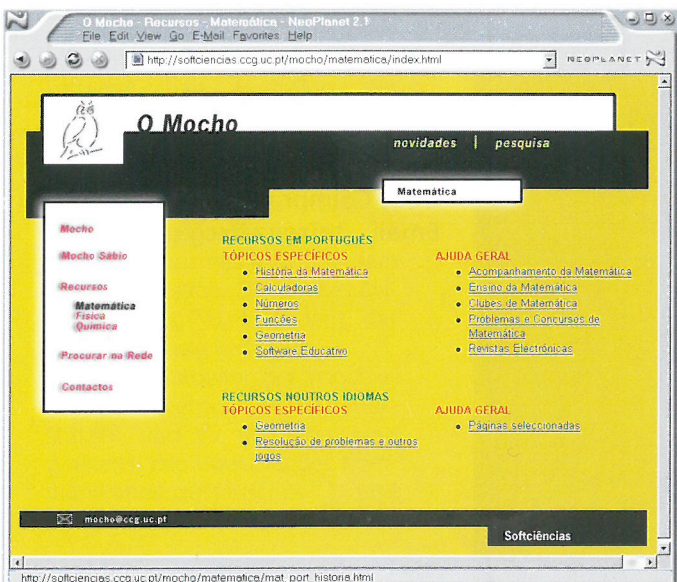 O Mocho - Recursos - Matemática - NeoPlanet 2.1
File Edit View Go E-Mail Favorites Help
http://softciencias.ccg.uc.pt/mocho/matematica/index.html
NEOPLANET
O Mocho
novidades | pesquisa
Matemática
Mocho
Mocho Sábio
Recursos
Matemática
Física
Química
Procurar na Rede
Contactos
RECURSOS EM PORTUGUÊS
TÓPICOS ESPECÍFICOS
• História da Matemática
• Calculadoras
• Números
• Funções
• Geometria
• Software Educativo
AJUDA GERAL
• Acompanhamento da Matemática
• Ensino da Matemática
• Clubes de Matemática
• Problemas e Concursos de
Matemática
• Revistas Electrónicas
RECURSOS NOUTROS IDIOMAS
TÓPICOS ESPECÍFICOS
• Geometria
• Resolução de problemas e outros
jogos
AJUDA GERAL
• Páginas seleccionadas
mocho@ccg.uc.pt
Softciências
http://softciencias.ccg.uc.pt/mocho/matematica/mat_port_historia.html